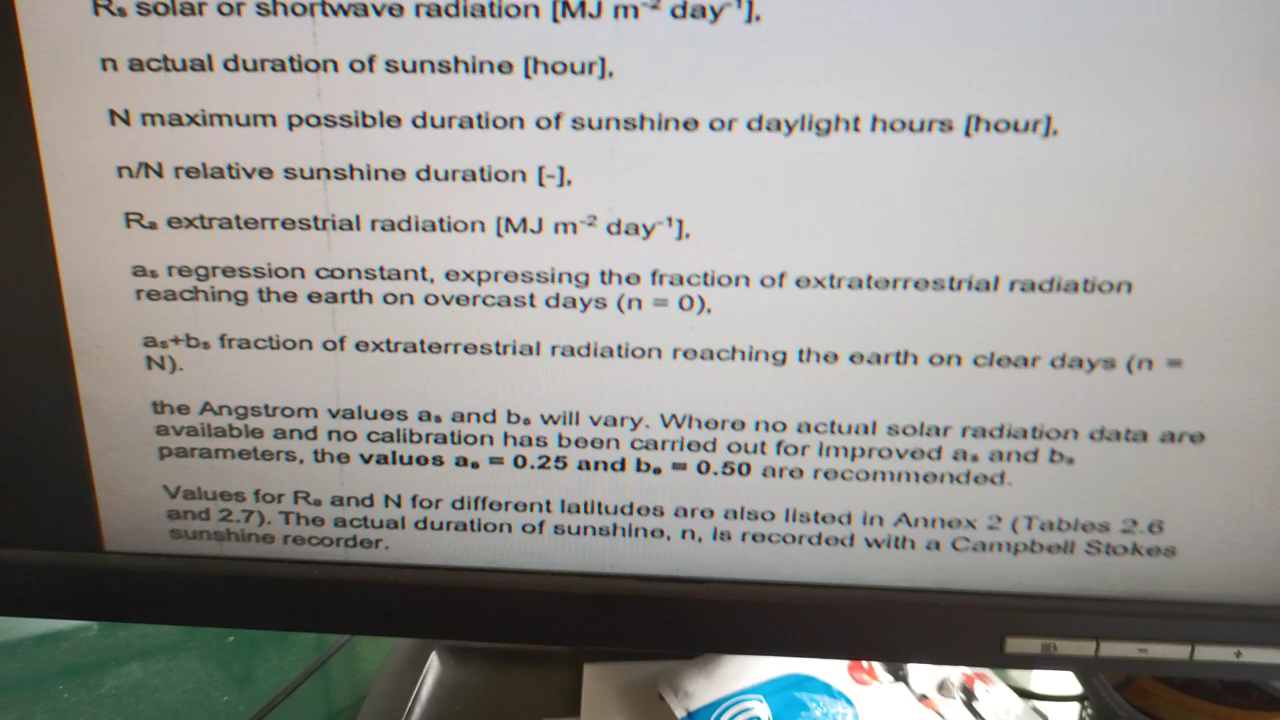 Rs solar or shortwave radiation [MJ m-2 day-1],
n actual duration of sunshine [hour],
N maximum possible duration of sunshine or daylight hours [hour],
n/N relative sunshine duration [-],
Ra extraterrestrial radiation [MJ m-2 day-1],
as regression constant, expressing the fraction of extraterrestrial radiation
reaching the earth on overcast days (n = 0),
as+bs fraction of extraterrestrial radiation reaching the earth on clear days (n =
N).
the Angstrom values as and bs will vary. Where no actual solar radiation data are
available and no calibration has been carried out for improved as and bs
parameters, the values as = 0.25 and bs = 0.50 are recommended.
Values for Ra and N for different latitudes are also listed in Annex 2 (Tables 2.6
and 2.7). The actual duration of sunshine, n, is recorded with a Campbell Stokes
sunshine recorder.